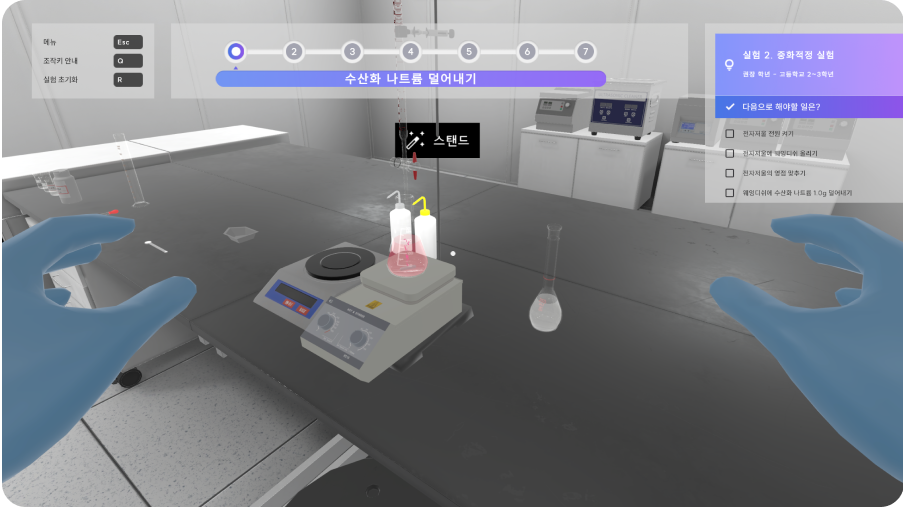 메뉴 Esc
조작키 안내 Q
실험 초기화 R
2 3 4 5 6 7
수산화 나트륨 덜어내기
스탠드
실험 2. 중화적정 실험
권장 학년 - 고등학교 2~3학년
다음으로 해야할 일은?
전자저울 전원 켜기
전자저울에 웨잉디쉬 올리기
전자저울의 영점 맞추기
웨잉디쉬에 수산화 나트륨 1.0g 덜어내기